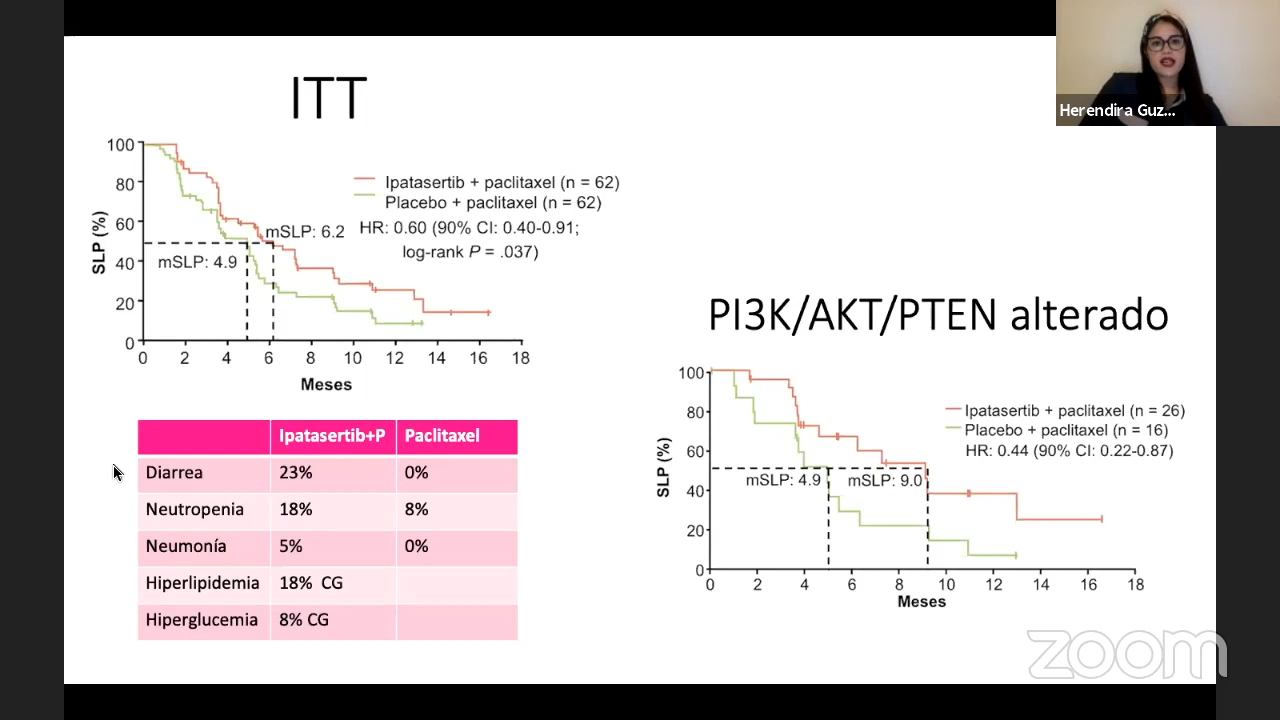 ITT
100
80
60
40
20
0
SLP (%)
0 2 4 6 8 10 12 14 16 18
Meses
Ipatasertib + paclitaxel (n = 62)
Placebo + paclitaxel (n = 62)
HR: 0.60 (90% CI: 0.40-0.91;
log-rank P = .037)
mSLP: 6.2
mSLP: 4.9
Herendira Guz...
PI3K/AKT/PTEN alterado
100
80
60
40
20
0
SLP (%)
0 2 4 6 8 10 12 14 16 18
Meses
Ipatasertib + paclitaxel (n = 26)
Placebo + paclitaxel (n = 16)
HR: 0.44 (90% CI: 0.22-0.87)
mSLP: 4.9
mSLP: 9.0
Ipatasertib+P Paclitaxel
Diarrea 23% 0%
Neutropenia 18% 8%
Neumonía 5% 0%
Hiperlipidemia 18% CG
Hiperglucemia 8% CG
zoom